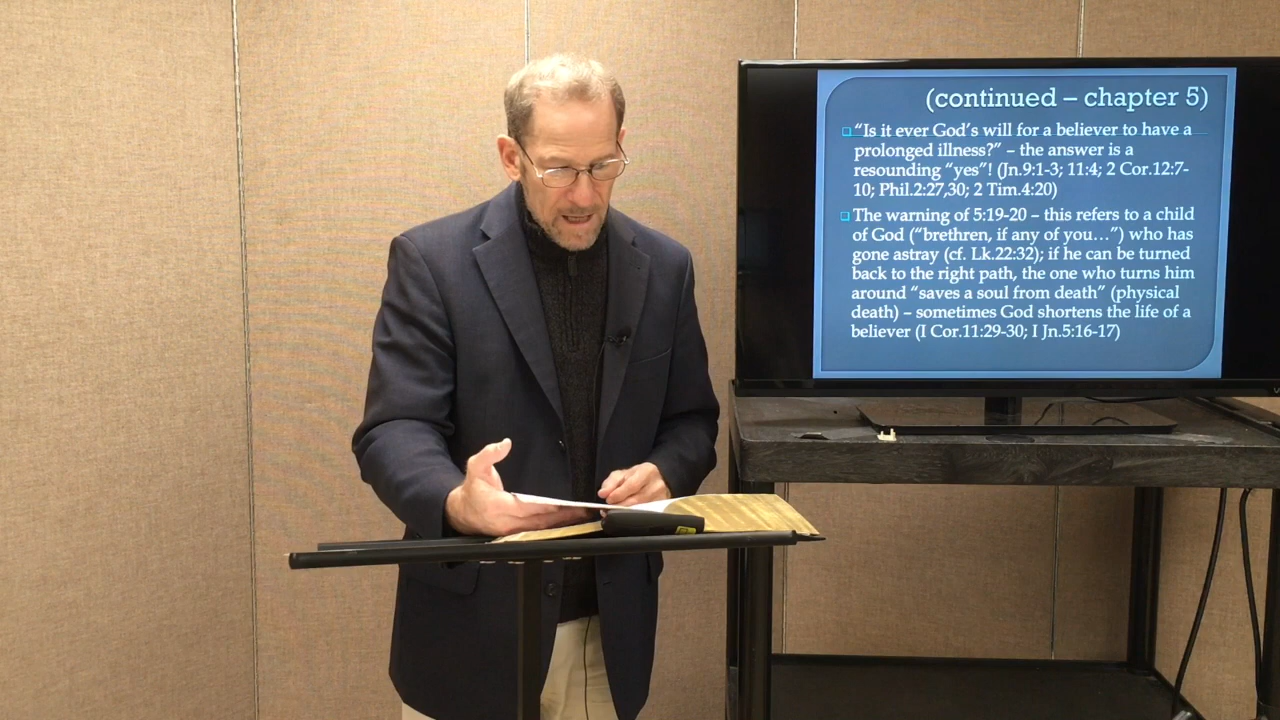 (continued – chapter 5)
“Is it ever God’s will for a believer to have a
prolonged illness?” – the answer is a
resounding “yes”! (Jn.9:1-3; 11:4; 2 Cor.12:7-
10; Phil.2:27,30; 2 Tim.4:20)
The warning of 5:19-20 – this refers to a child
of God (“brethren, if any of you…”) who has
gone astray (cf. Lk.22:32); if he can be turned
back to the right path, the one who turns him
around “saves a soul from death” (physical
death) – sometimes God shortens the life of a
believer (I Cor.11:29-30; I Jn.5:16-17)